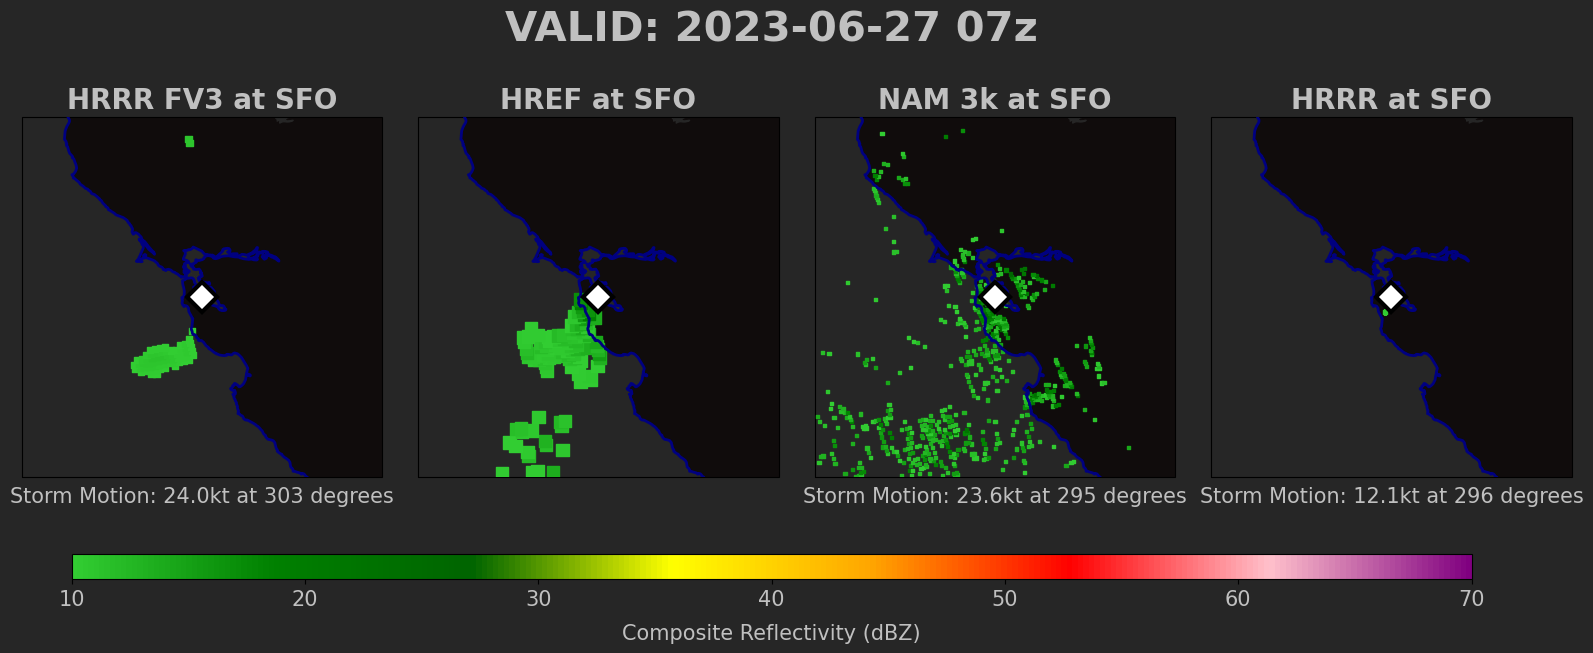 VALID: 2023-06-27 07z
HRRR FV3 at SFO
HREF at SFO
NAM 3k at SFO
HRRR at SFO
Storm Motion: 24.0kt at 303 degrees
Storm Motion: 23.6kt at 295 degrees
Storm Motion: 12.1kt at 296 degrees
10 20 30 40 50 60 70
Composite Reflectivity (dBZ)